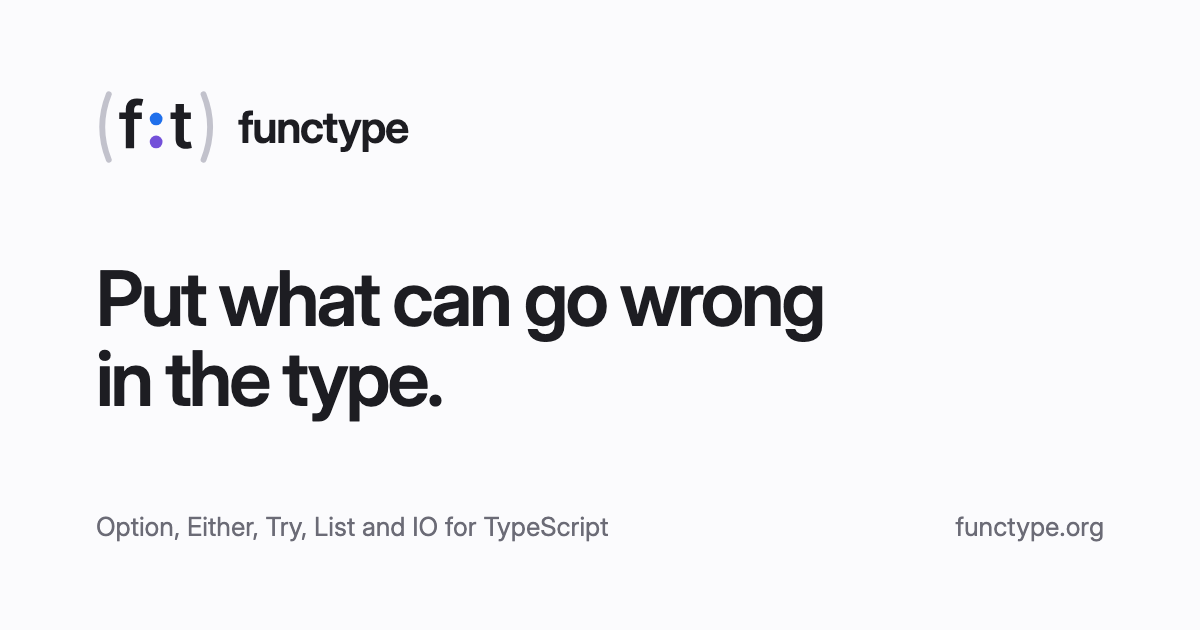 (f:t) functype
Put what can go wrong
in the type.
Option, Either, Try, List and IO for TypeScript
functype.org